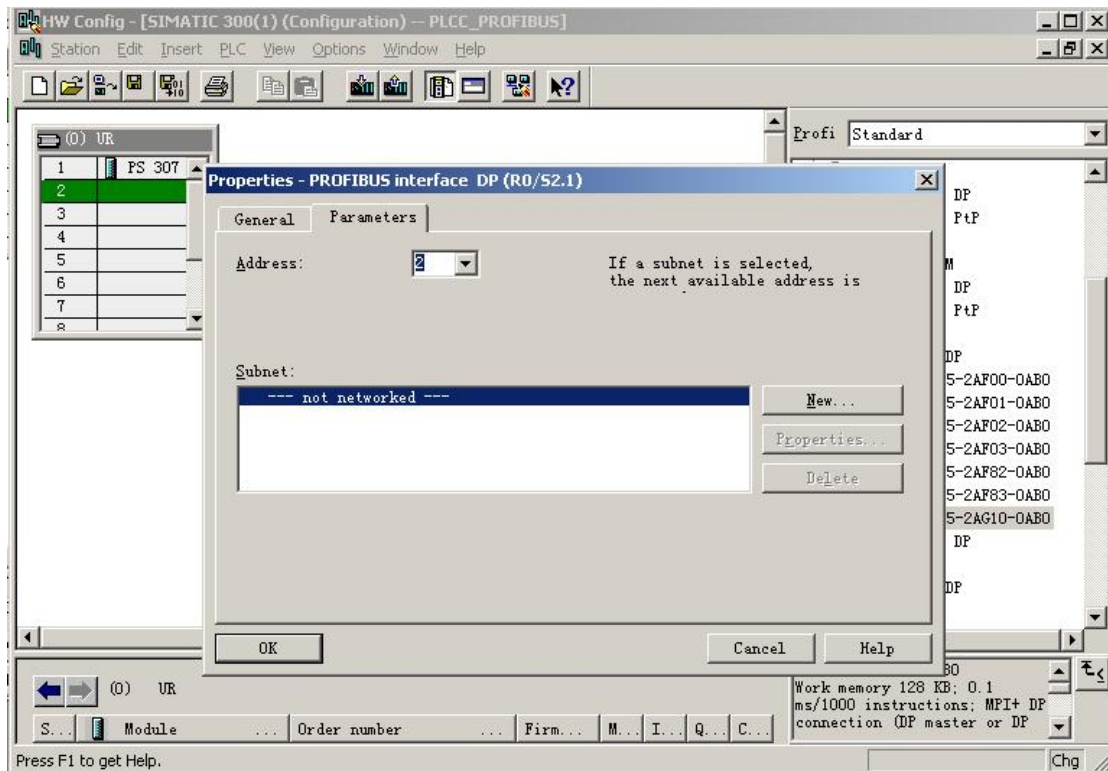 HW Config - [SIMATIC 300(1) (Configuration) -- PLCC_PROFIBUS]
Station Edit Insert PLC View Options Window Help
(0) UR
1 PS 307
2
3
4
5
6
7
8
Profi Standard
DP
PtP
M
DP
PtP
DP
5-2AF00-0AB0
5-2AF01-0AB0
5-2AF02-0AB0
5-2AF03-0AB0
5-2AF82-0AB0
5-2AF83-0AB0
5-2AG10-0AB0
DP
DP
Properties - PROFIBUS interface DP (R0/S2.1)
General Parameters
Address: 2
If a subnet is selected,
the next available address is
Subnet:
--- not networked ---
New...
Properties...
Delete
OK Cancel Help
(0) UR
S... Module ... Order number ... Firm... M... I... Q... C...
Work memory 128 KB; 0.1
ms/1000 instructions; MPI+ DP
connection (DP master or DP
Press F1 to get Help. Chg